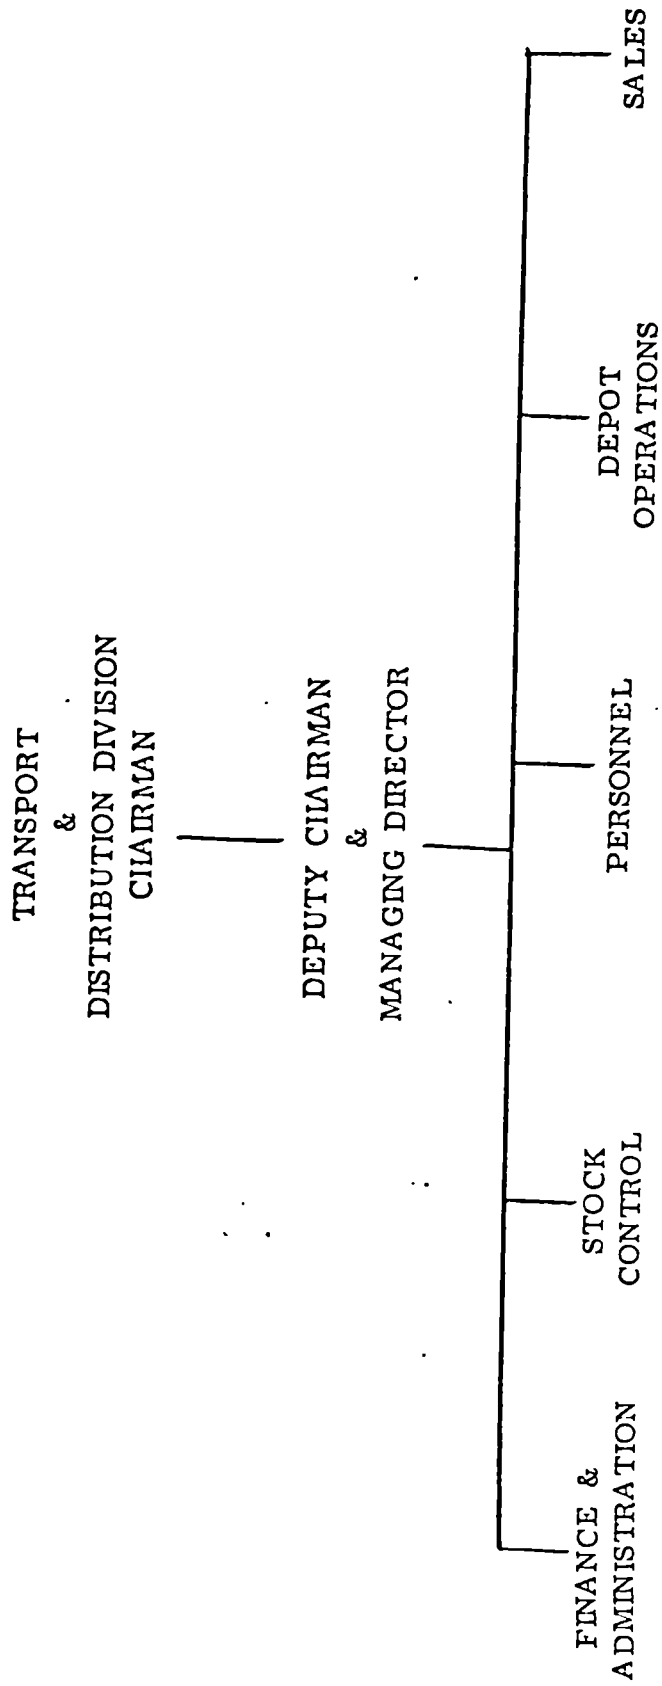 TRANSPORT
&
DISTRIBUTION DIVISION
CHAIRMAN
DEPUTY CHAIRMAN
&
MANAGING DIRECTOR
FINANCE &
ADMINISTRATION
STOCK
CONTROL
PERSONNEL
DEPOT
OPERATIONS
SALES